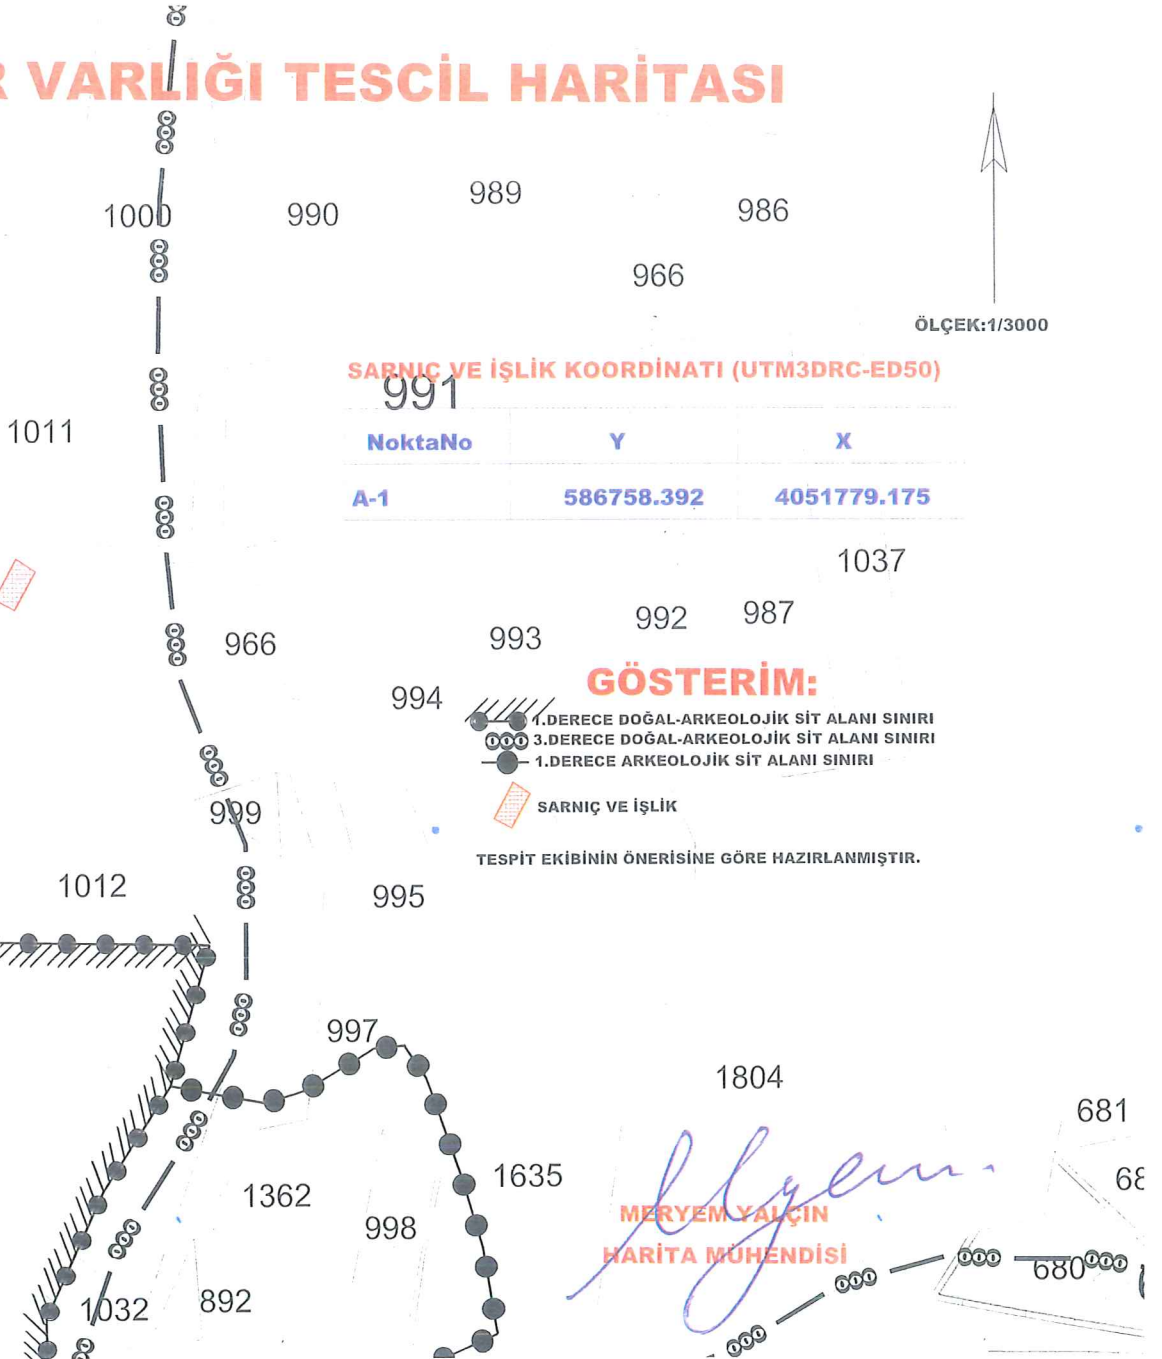 R VARLIĞI TESCİL HARİTASI
1000
990
989
986
966
ÖLÇEK:1/3000
SARNIÇ VE İŞLİK KOORDİNATI (UTM3DRC-ED50)
991
1011
NoktaNo Y X
A-1 586758.392 4051779.175
1037
992
987
993
966
994
GÖSTERİM:
1.DERECE DOĞAL-ARKEOLOJİK SİT ALANI SINIRI
3.DERECE DOĞAL-ARKEOLOJİK SİT ALANI SINIRI
1.DERECE ARKEOLOJİK SİT ALANI SINIRI
SARNIÇ VE İŞLİK
999
TESPİT EKİBİNİN ÖNERİSİNE GÖRE HAZIRLANMIŞTIR.
1012
995
997
1804
681
1635
68
1362
998
MERYEM YALÇIN
HARİTA MÜHENDİSİ
680
1032
892